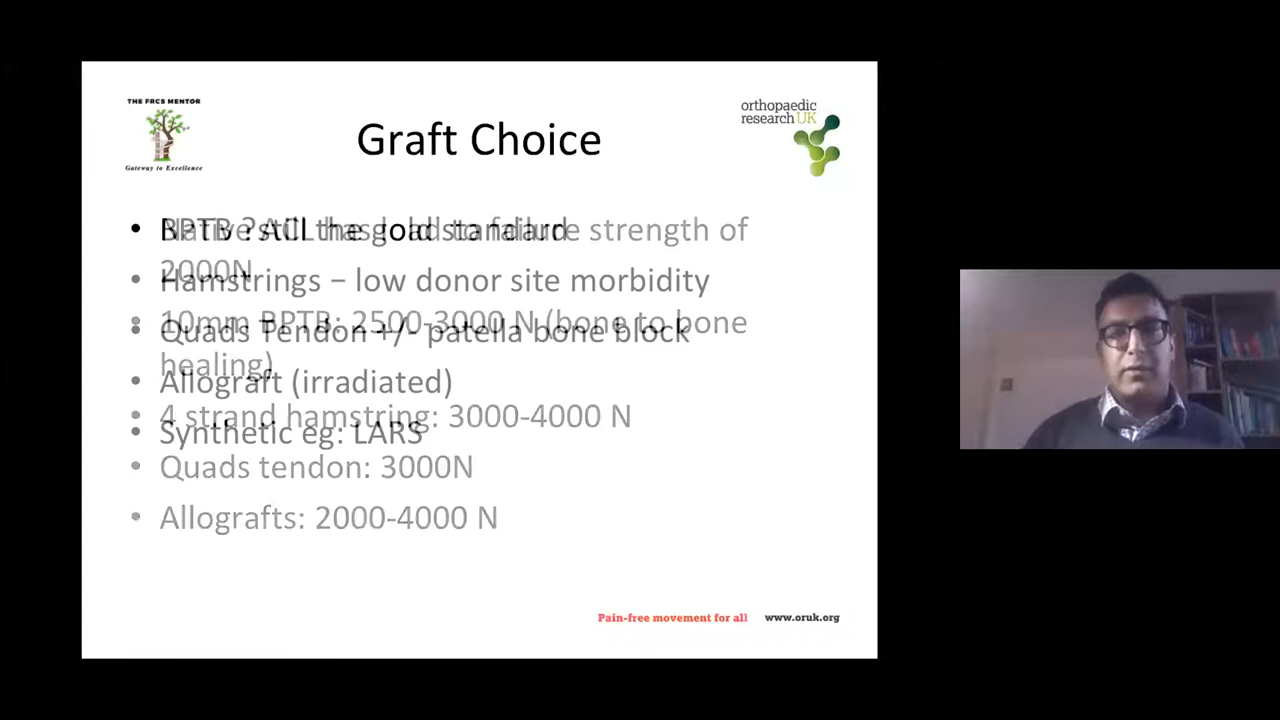 THE FRCS MENTOR
Gateway to Excellence
orthopaedic
research UK
Graft Choice
• BPTB ? still the gold standard
• Hamstrings – low donor site morbidity
• Quads Tendon +/- patella bone block
• Allograft (irradiated)
• Synthetic eg: LARS
Native ACL has load to failure strength of
2000N
• 10mm BPTB: 2500-3000 N (bone to bone
healing)
• 4 strand hamstring: 3000-4000 N
• Quads tendon: 3000N
• Allografts: 2000-4000 N
Pain-free movement for all www.oruk.org